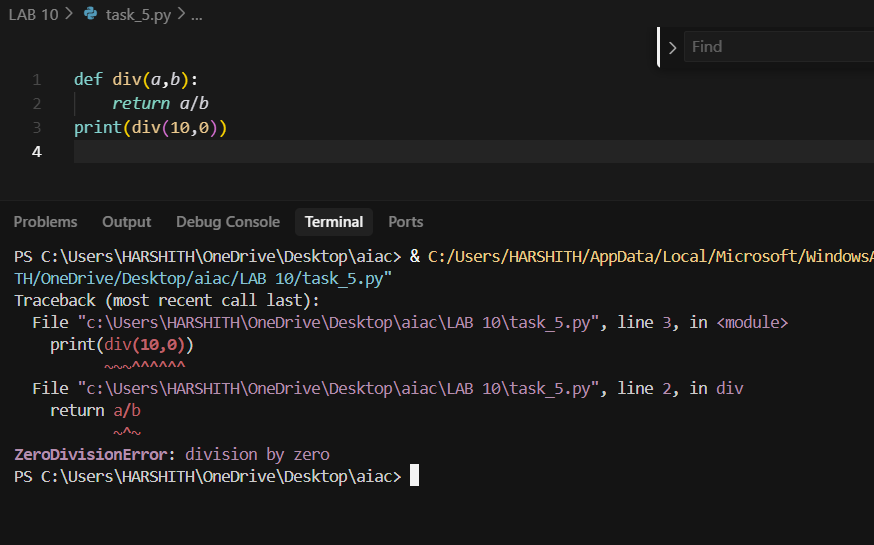 LAB 10 > task_5.py > ...
> Find
1 def div(a,b):
2     return a/b
3 print(div(10,0))
4
Problems Output Debug Console Terminal Ports
PS C:\Users\HARSHITH\OneDrive\Desktop\aiac> & C:/Users/HARSHITH/AppData/Local/Microsoft/WindowsA
TH/OneDrive/Desktop/aiac/LAB 10/task_5.py"
Traceback (most recent call last):
  File "c:\Users\HARSHITH\OneDrive\Desktop\aiac\LAB 10\task_5.py", line 3, in <module>
    print(div(10,0))
          ~~~^^^^^^
  File "c:\Users\HARSHITH\OneDrive\Desktop\aiac\LAB 10\task_5.py", line 2, in div
    return a/b
           ~^~
ZeroDivisionError: division by zero
PS C:\Users\HARSHITH\OneDrive\Desktop\aiac>